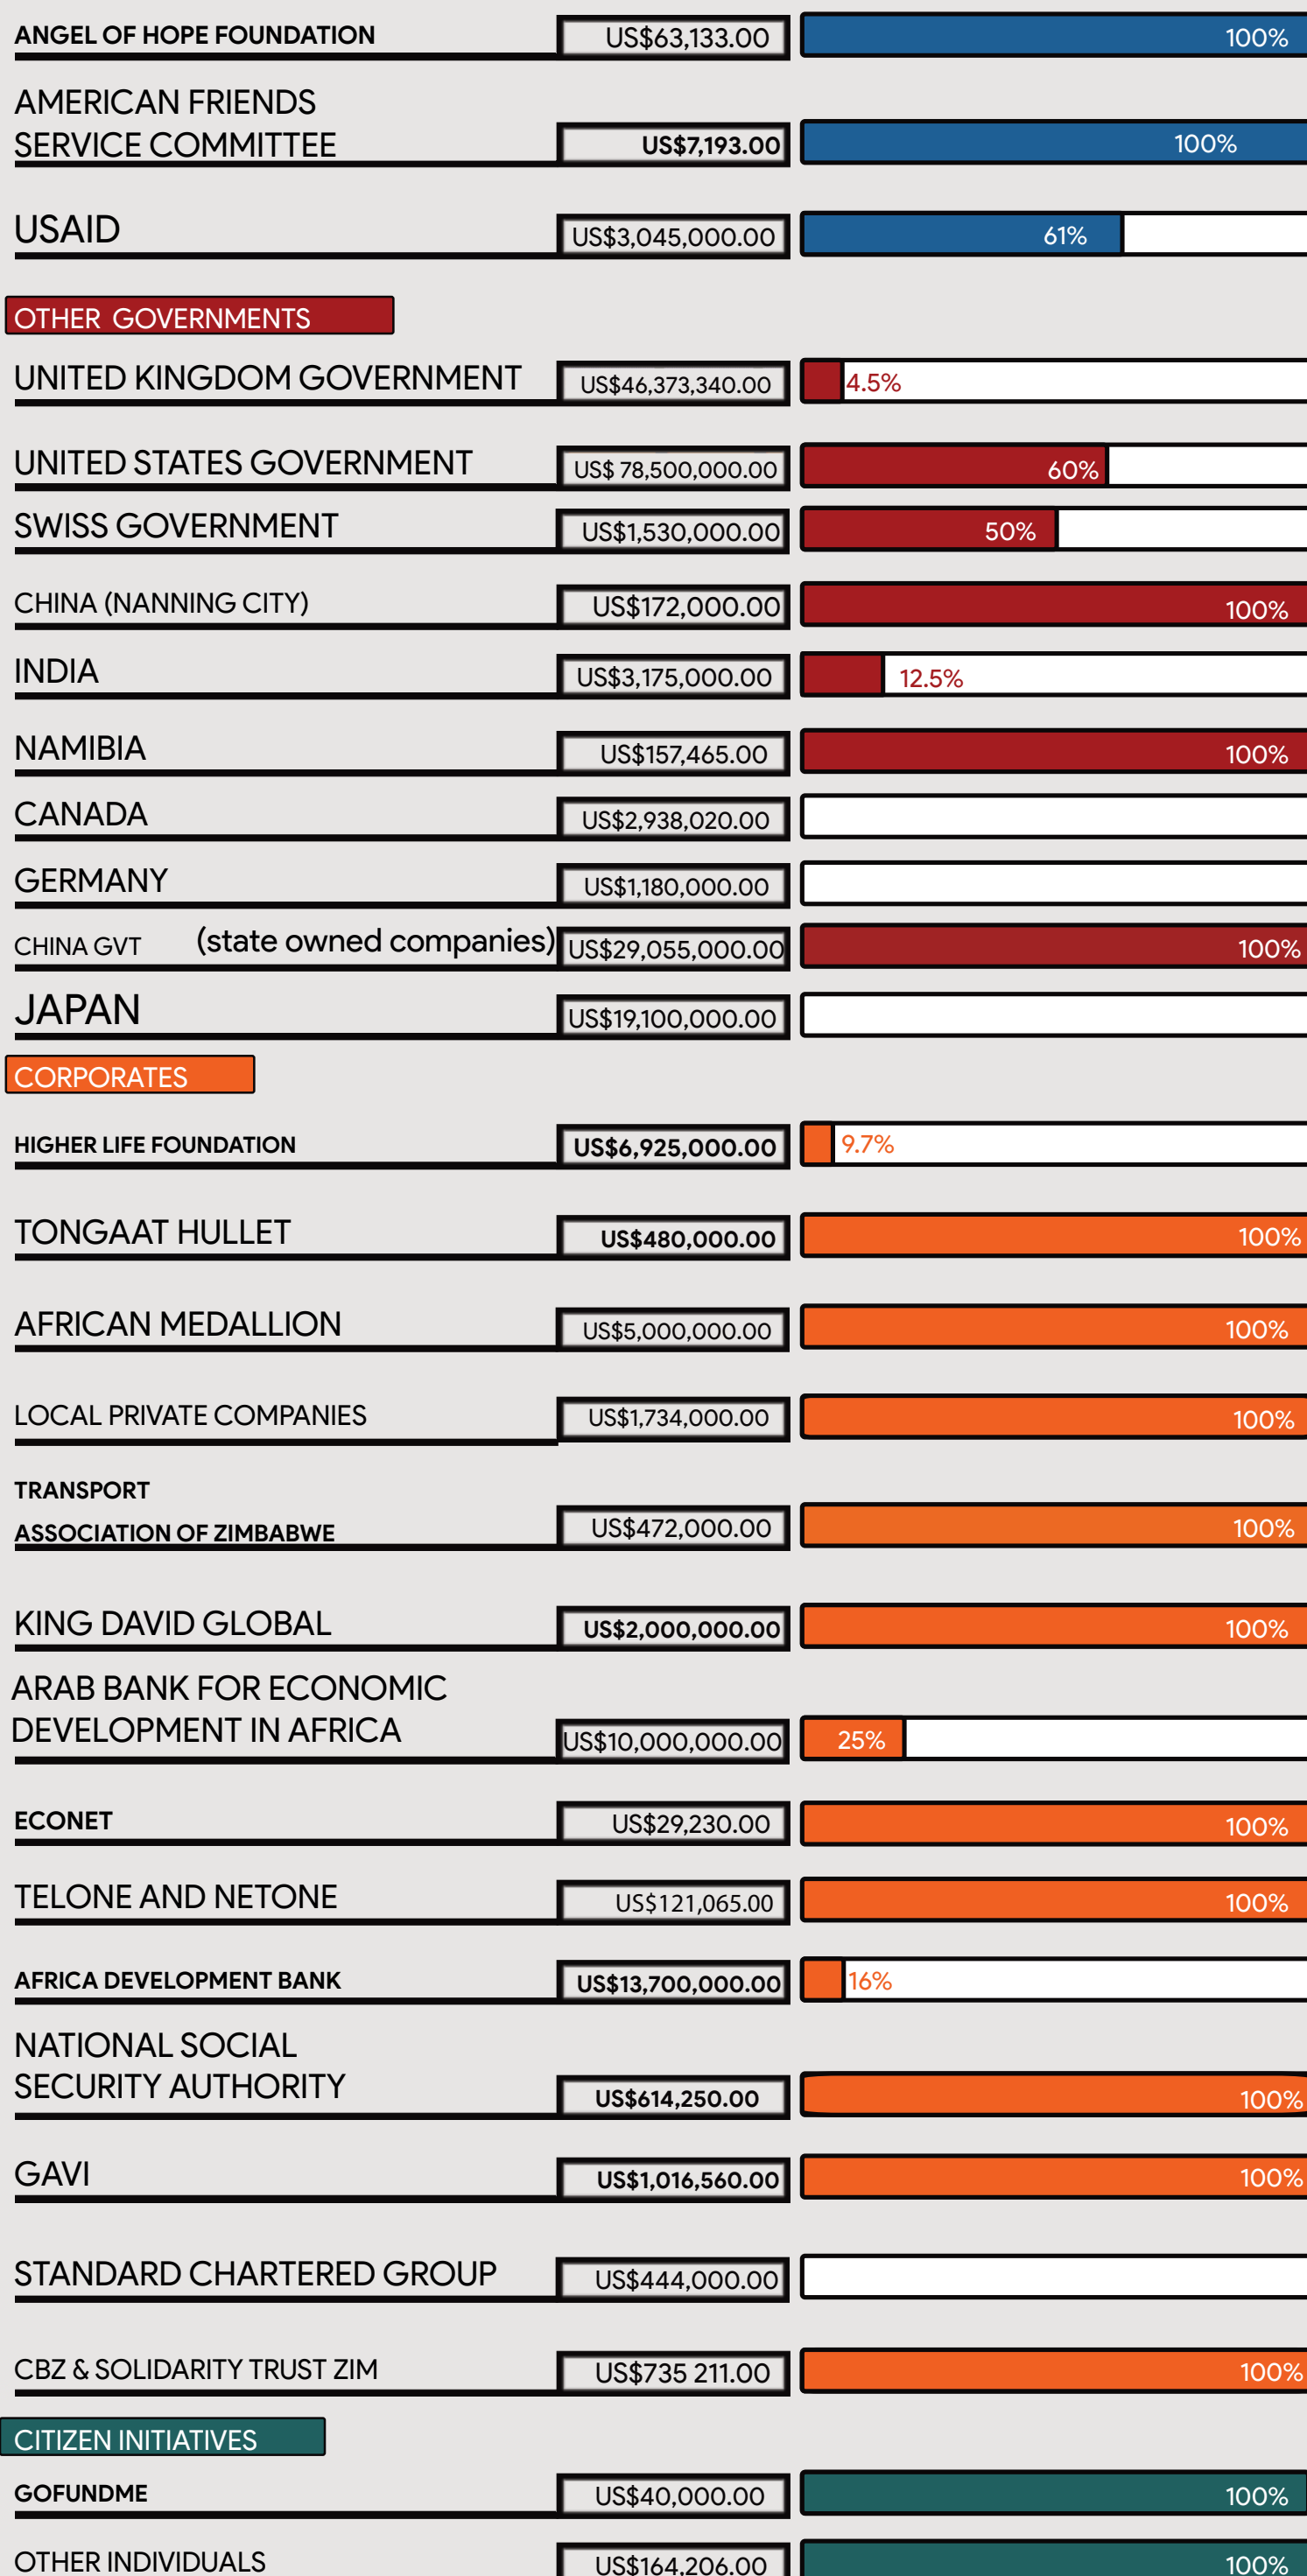 ANGEL OF HOPE FOUNDATION US$63,133.00 100%
AMERICAN FRIENDS
SERVICE COMMITTEE US$7,193.00 100%
USAID US$3,045,000.00 61%
OTHER GOVERNMENTS
UNITED KINGDOM GOVERNMENT US$46,373,340.00 4.5%
UNITED STATES GOVERNMENT US$ 78,500,000.00 60%
SWISS GOVERNMENT US$1,530,000.00 50%
CHINA (NANNING CITY) US$172,000.00 100%
INDIA US$3,175,000.00 12.5%
NAMIBIA US$157,465.00 100%
CANADA US$2,938,020.00
GERMANY US$1,180,000.00
CHINA GVT (state owned companies) US$29,055,000.00 100%
JAPAN US$19,100,000.00
CORPORATES
HIGHER LIFE FOUNDATION US$6,925,000.00 9.7%
TONGAAT HULLET US$480,000.00 100%
AFRICAN MEDALLION US$5,000,000.00 100%
LOCAL PRIVATE COMPANIES US$1,734,000.00 100%
TRANSPORT
ASSOCIATION OF ZIMBABWE US$472,000.00 100%
KING DAVID GLOBAL US$2,000,000.00 100%
ARAB BANK FOR ECONOMIC
DEVELOPMENT IN AFRICA US$10,000,000.00 25%
ECONET US$29,230.00 100%
TELONE AND NETONE US$121,065.00 100%
AFRICA DEVELOPMENT BANK US$13,700,000.00 16%
NATIONAL SOCIAL
SECURITY AUTHORITY US$614,250.00 100%
GAVI US$1,016,560.00 100%
STANDARD CHARTERED GROUP US$444,000.00
CBZ & SOLIDARITY TRUST ZIM US$735 211.00 100%
CITIZEN INITIATIVES
GOFUNDME US$40,000.00 100%
OTHER INDIVIDUALS US$164,206.00 100%